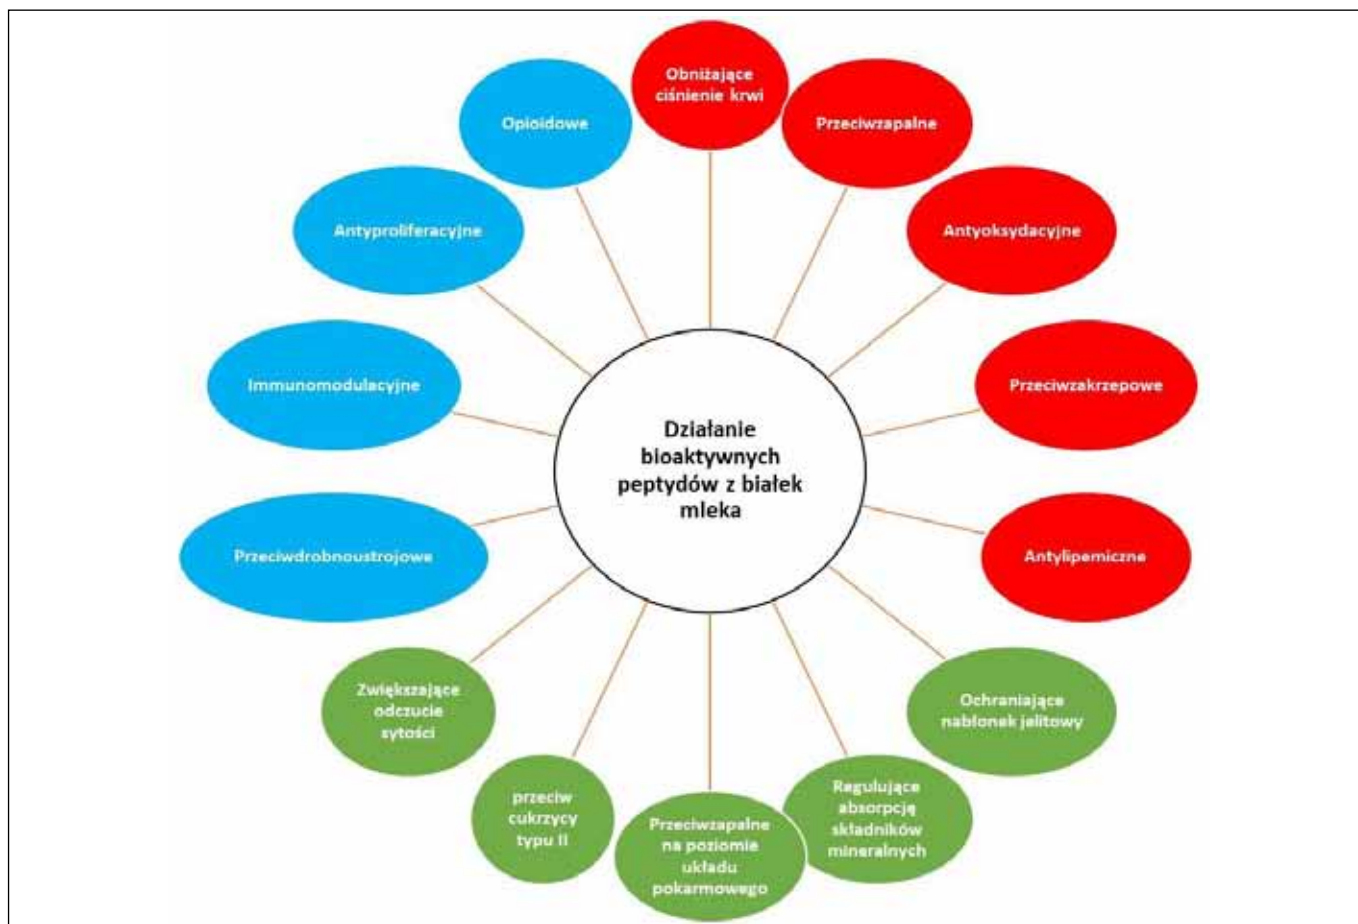 Obniżające
ciśnienie krwi
Przeciwzapalne
Antyoksydacyjne
Przeciwzakrzepowe
Antylipemiczne
Ochraniające
nabłonek jelitowy
Regulujące
absorpcję
składników
mineralnych
Przeciwzapalne
na poziomie
układu
pokarmowego
przeciw
cukrzycy
typu II
Zwiększające
odczucie
sytości
Przeciwdrobnoustrojowe
Immunomodulacyjne
Antyproliferacyjne
Opioidowe
Działanie
bioaktywnych
peptydów z białek
mleka